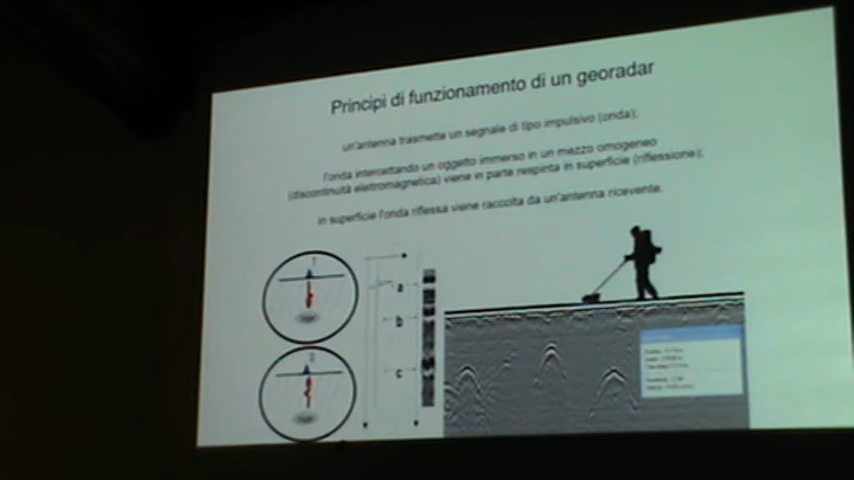 Principi di funzionamento di un georadar
un'antenna trasmette un segnale di tipo impulsivo (onda);
l'onda intercettando un oggetto immerso in un mezzo omogeneo
(discontinuità elettromagnetica) viene in parte respinta in superficie (riflessione);
in superficie l'onda riflessa viene raccolta da un'antenna ricevente.
a
b
c